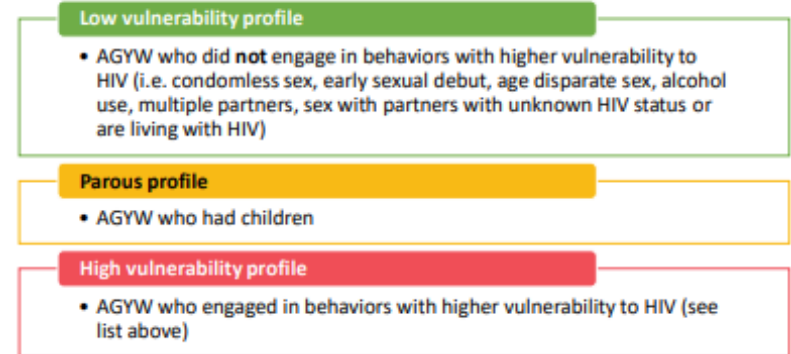 Low vulnerability profile
• AGYW who did not engage in behaviors with higher vulnerability to
HIV (i.e. condomless sex, early sexual debut, age disparate sex, alcohol
use, multiple partners, sex with partners with unknown HIV status or
are living with HIV)
Parous profile
• AGYW who had children
High vulnerability profile
• AGYW who engaged in behaviors with higher vulnerability to HIV (see
list above)